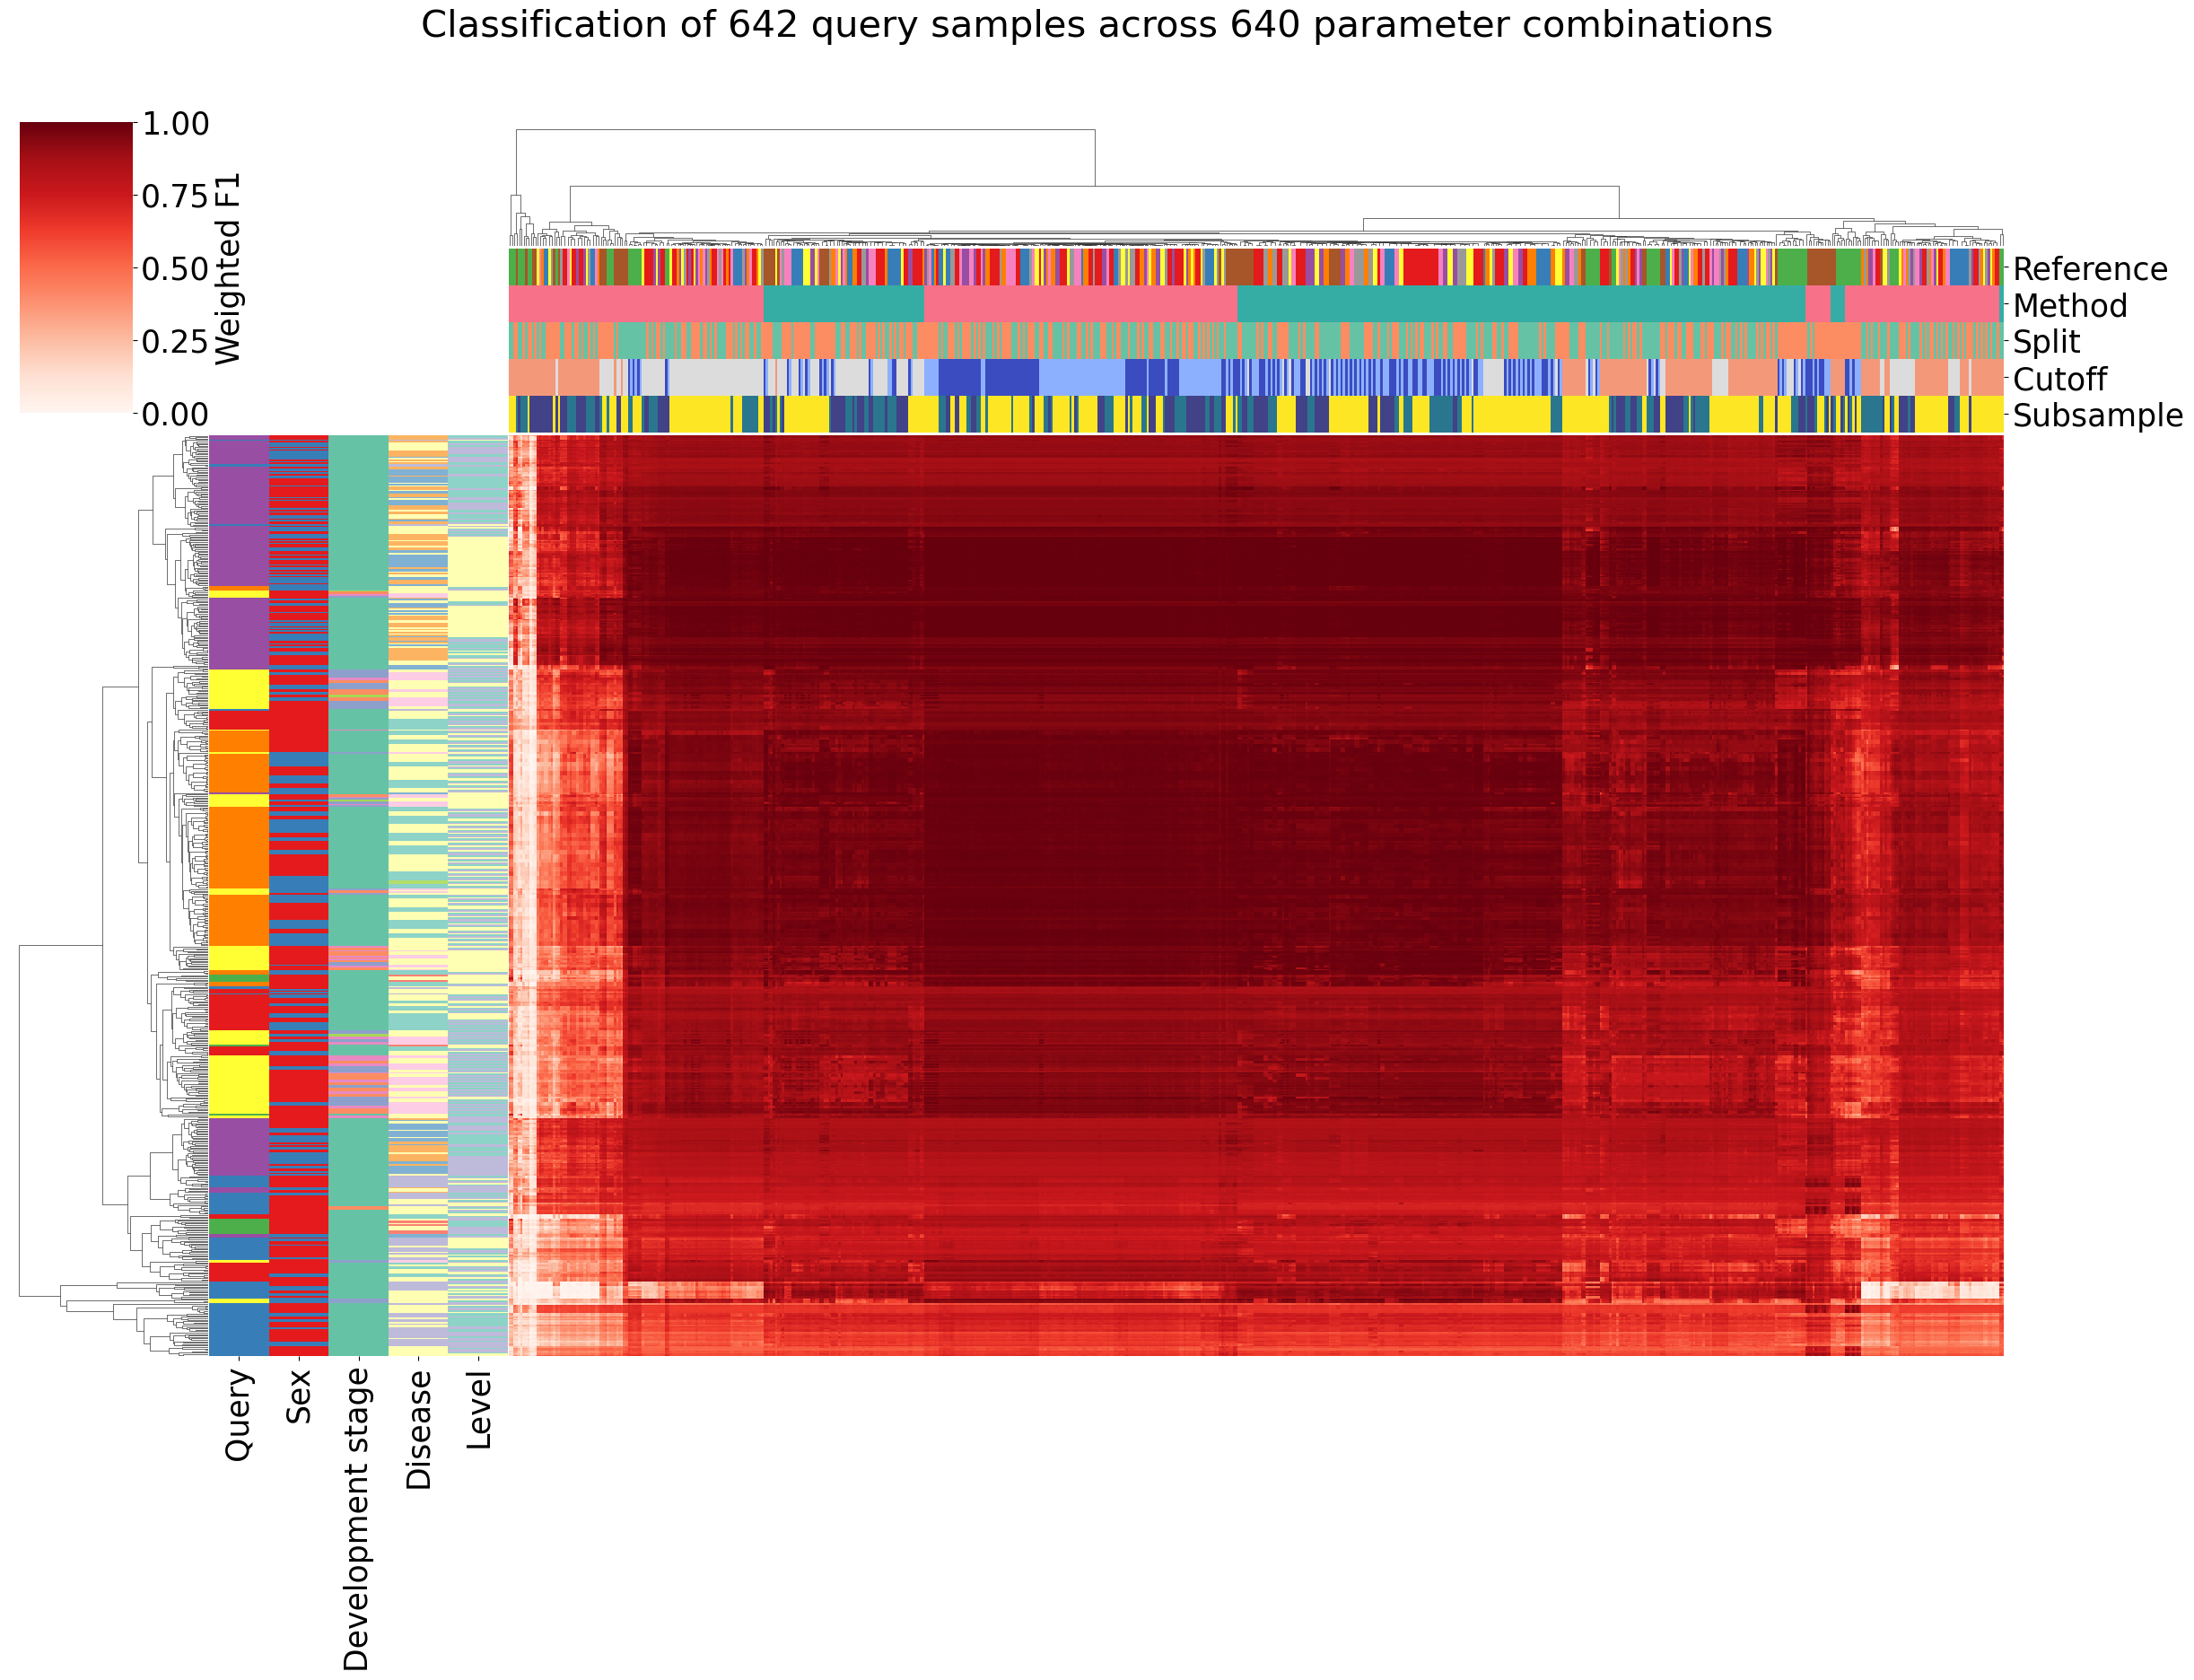 Classification of 642 query samples across 640 parameter combinations
1.00
0.75
0.50
0.25
0.00
Weighted F1
Reference
Method
Split
Cutoff
Subsample
Query
Sex
Development stage
Disease
Level